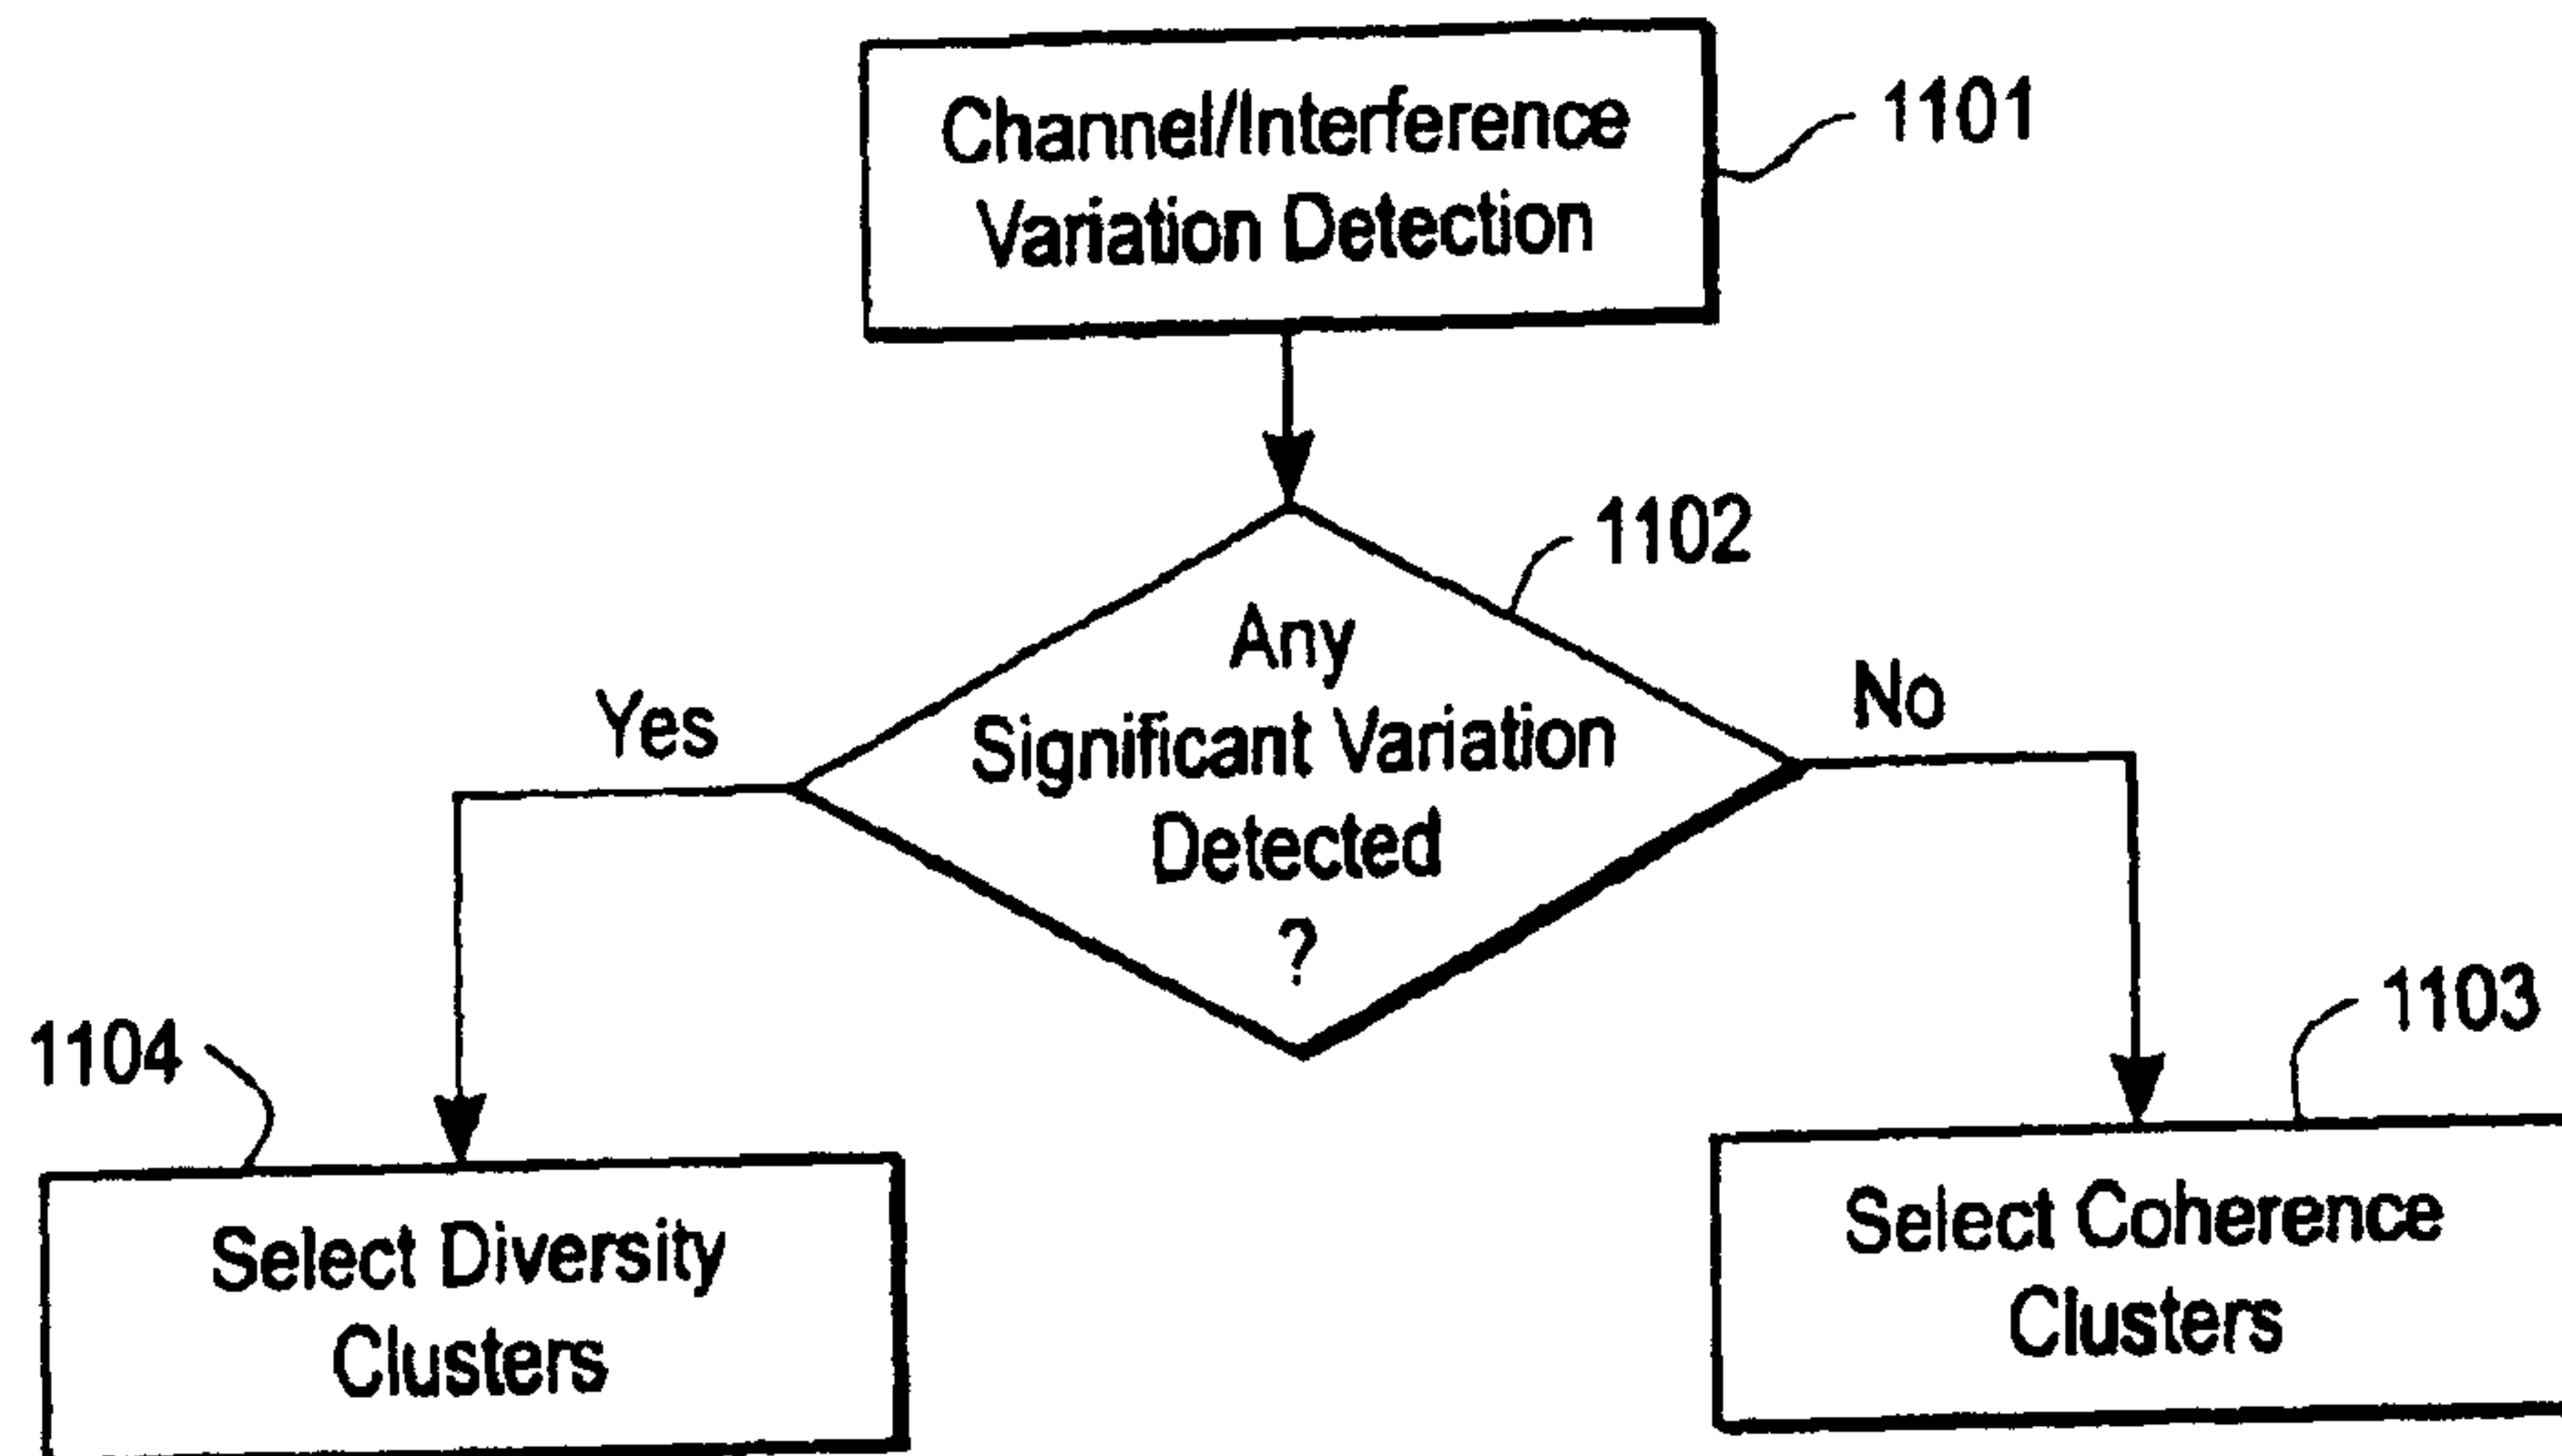 Channel/Interference
Variation Detection
1101
1102
Any
Significant Variation
Detected
?
Yes
No
1104
1103
Select Diversity
Clusters
Select Coherence
Clusters